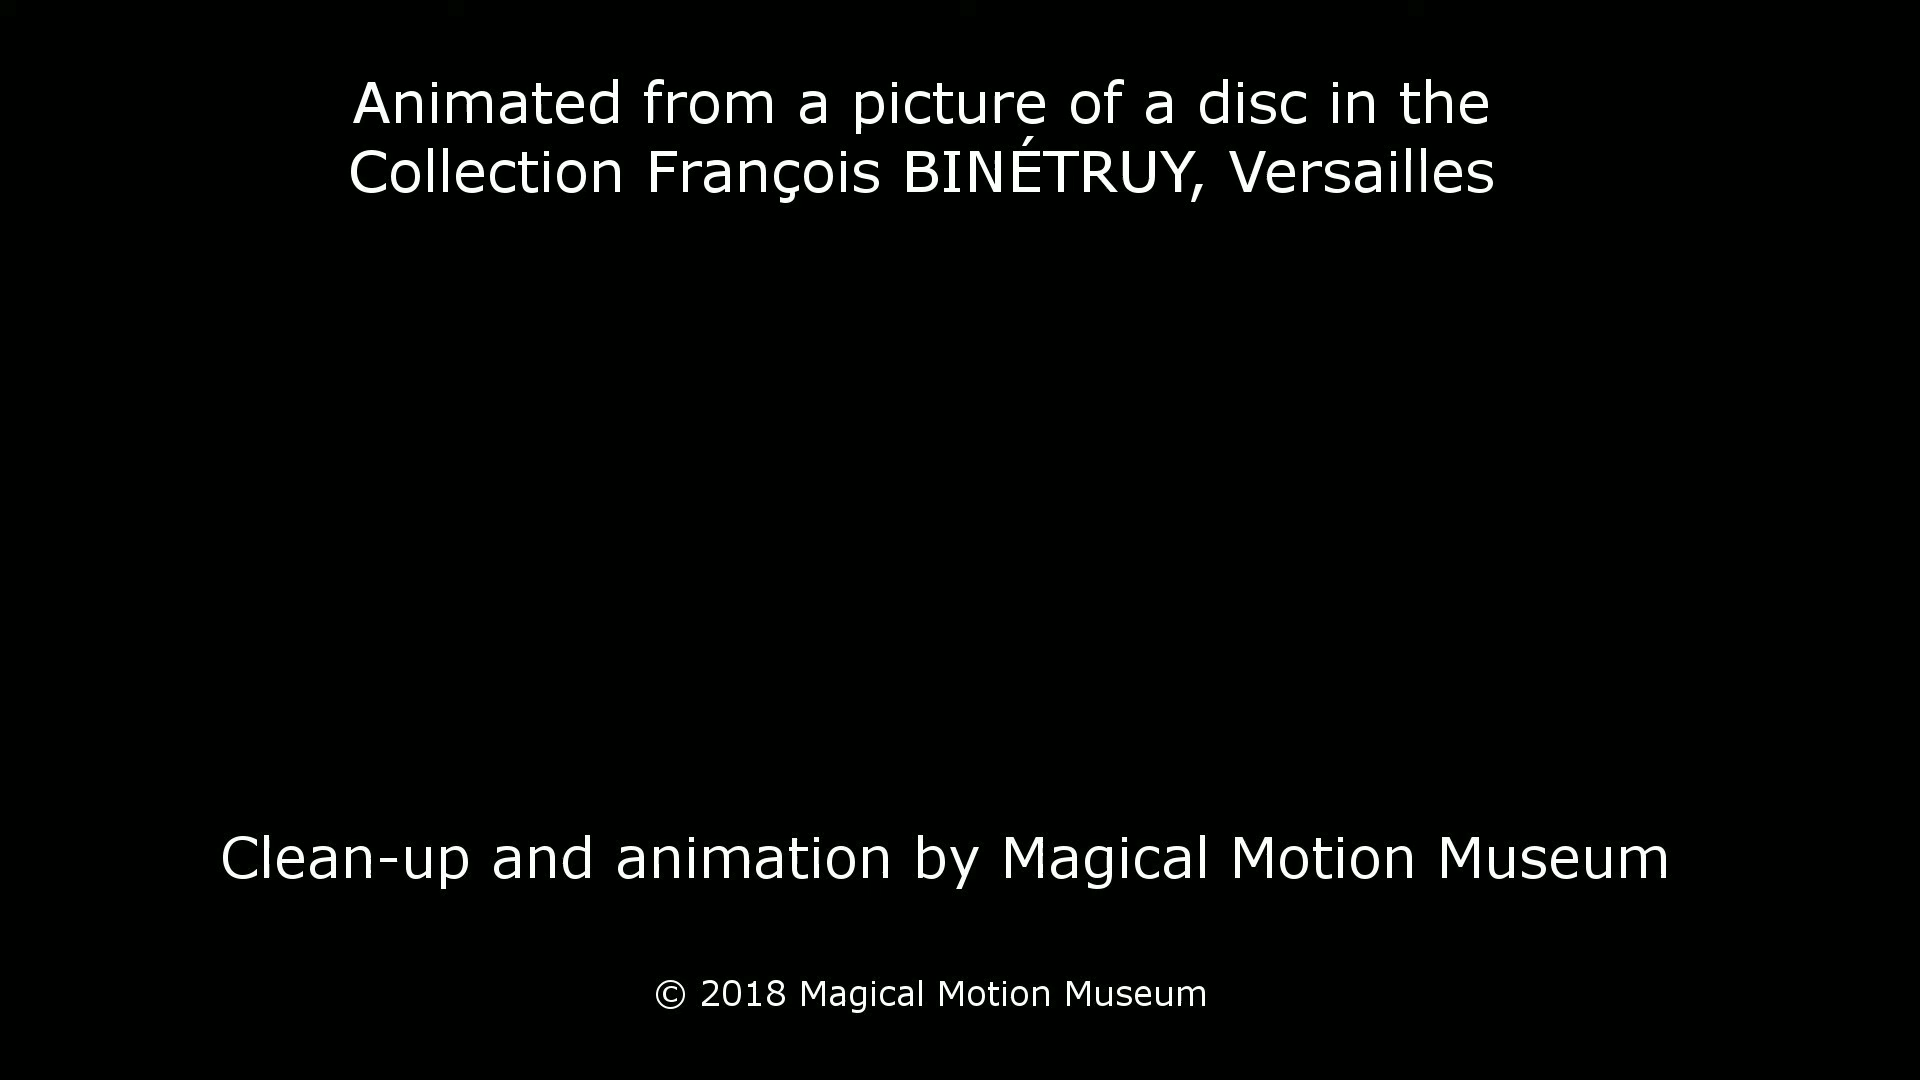 Animated from a picture of a disc in the
Collection François BINÉTRUY, Versailles
Clean-up and animation by Magical Motion Museum
© 2018 Magical Motion Museum